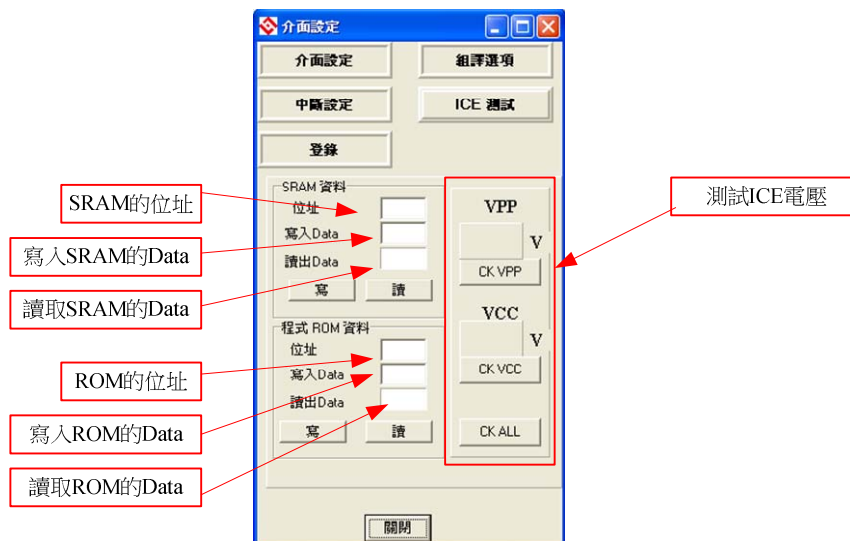 介面設定
介面設定
組譯選項
中斷設定
ICE 測試
登錄
SRAM 資料
位址
寫入Data
讀出Data
寫
讀
程式 ROM 資料
位址
寫入Data
讀出Data
寫
讀
VPP
V
CK VPP
VCC
V
CK VCC
CK ALL
關閉
SRAM的位址
寫入SRAM的Data
讀取SRAM的Data
ROM的位址
寫入ROM的Data
讀取ROM的Data
測試ICE電壓